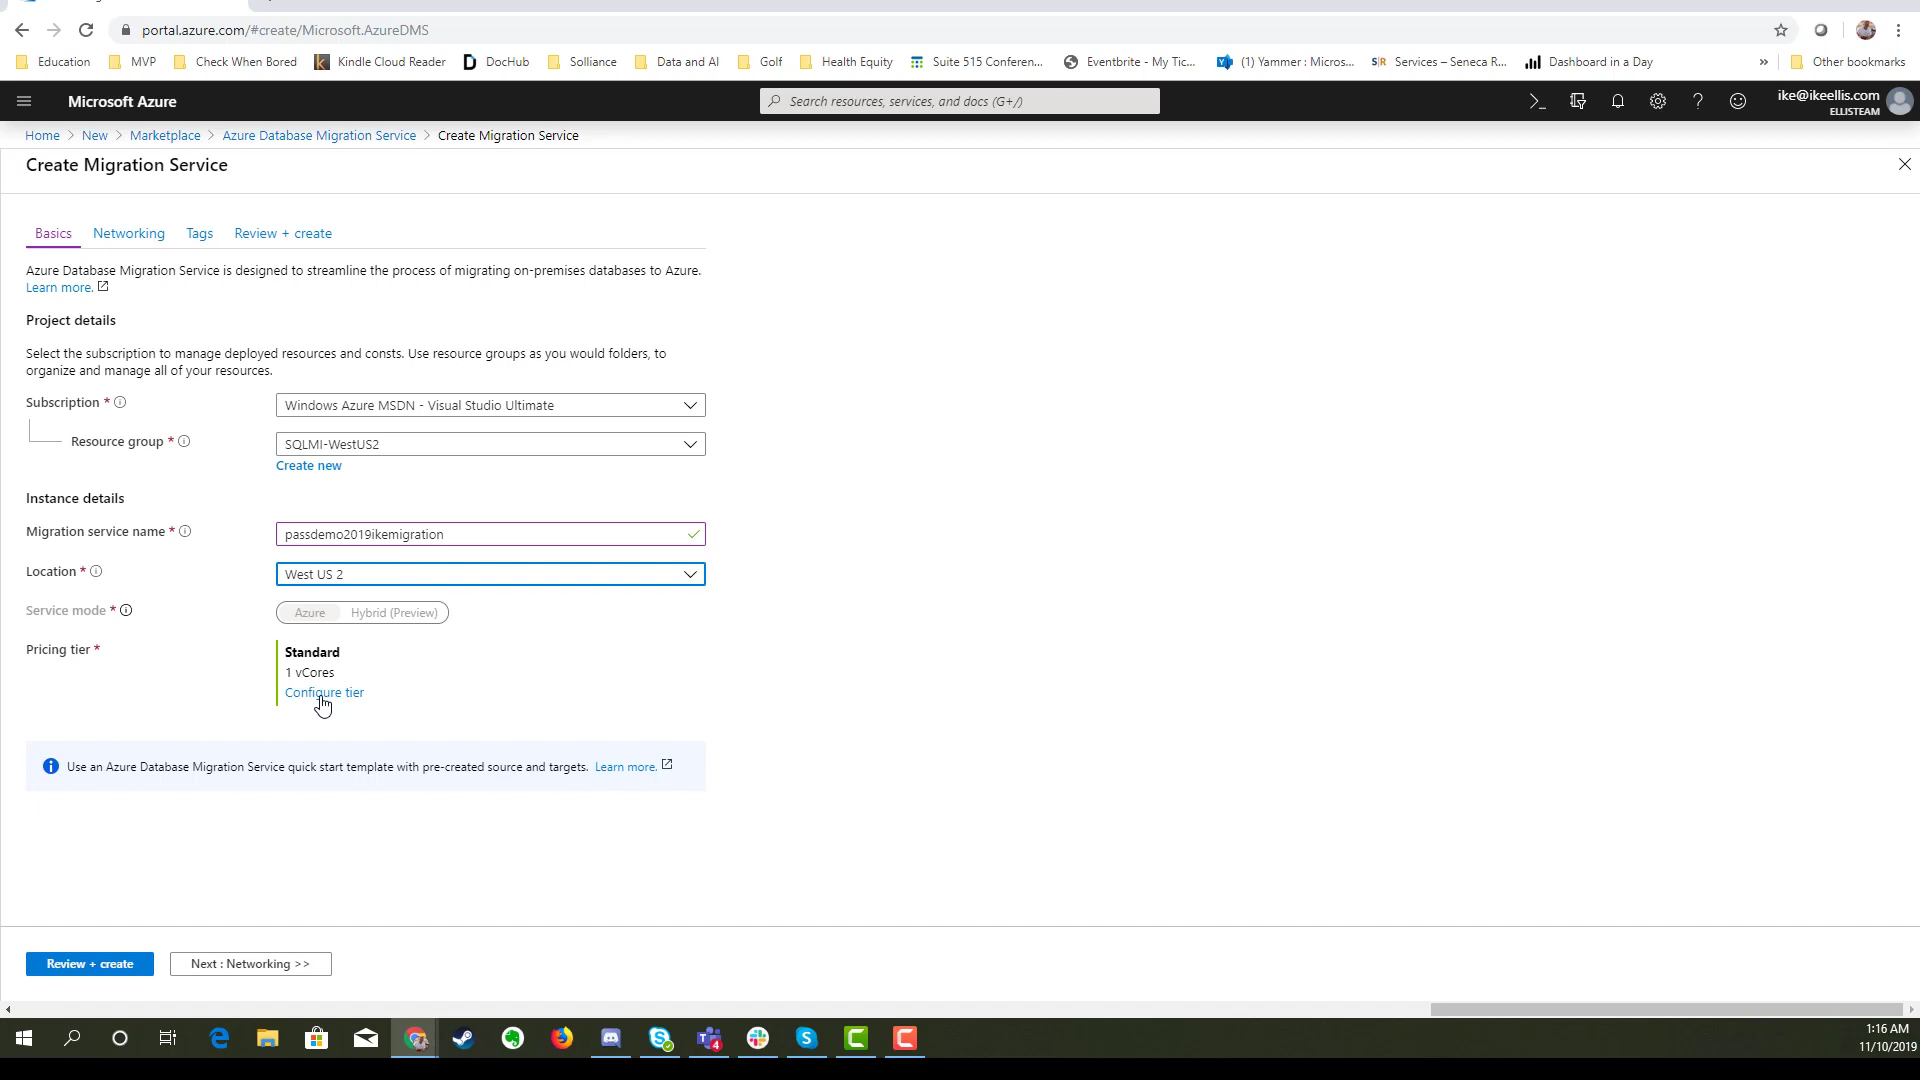 portal.azure.com/#create/Microsoft.AzureDMS
Education
MVP
Check When Bored
Kindle Cloud Reader
DocHub
Solliance
Data and AI
Golf
Health Equity
Suite 515 Conferen...
Eventbrite - My Tic...
(1) Yammer : Micros...
Services – Seneca R...
Dashboard in a Day
»
Other bookmarks
Microsoft Azure
Search resources, services, and docs (G+/)
ike@ikeellis.com
ELLISTEAM
Home > New > Marketplace > Azure Database Migration Service > Create Migration Service
Create Migration Service
Basics
Networking
Tags
Review + create
Azure Database Migration Service is designed to streamline the process of migrating on-premises databases to Azure.
Learn more.
Project details
Select the subscription to manage deployed resources and consts. Use resource groups as you would folders, to
organize and manage all of your resources.
Subscription *
Windows Azure MSDN - Visual Studio Ultimate
Resource group *
SQLMI-WestUS2
Create new
Instance details
Migration service name *
passdemo2019ikemigration
Location *
West US 2
Service mode *
Azure
Hybrid (Preview)
Pricing tier *
Standard
1 vCores
Configure tier
Use an Azure Database Migration Service quick start template with pre-created source and targets. Learn more.
Review + create
Next : Networking >>
1:16 AM
11/10/2019